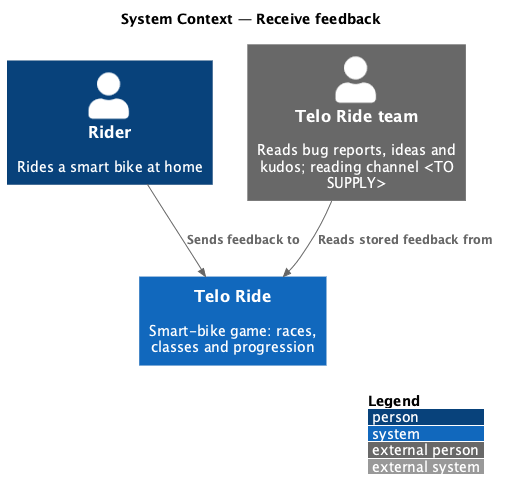 System Context — Receive feedback
Rider
Rides a smart bike at home
Telo Ride team
Reads bug reports, ideas and
kudos; reading channel <TO
SUPPLY>
Sends feedback to
Reads stored feedback from
Telo Ride
Smart-bike game: races,
classes and progression
Legend
person
system
external person
external system